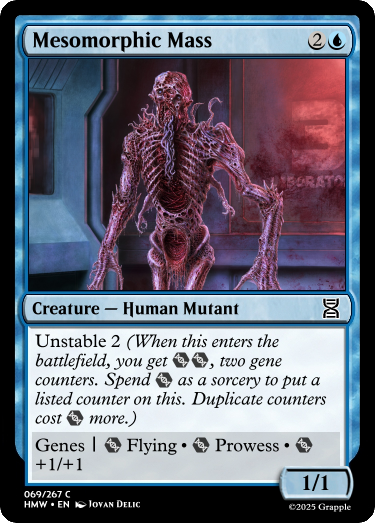 Mesomorphic Mass 2
LABORATO
Creature — Human Mutant
Unstable 2 (When this enters the
battlefield, you get , two gene
counters. Spend as a sorcery to put a
listed counter on this. Duplicate counters
cost more.)
Genes | Flying • Prowess •
+1/+1
1/1
069/267 C
HMW • EN Jovan Delic
©2025 Grapple